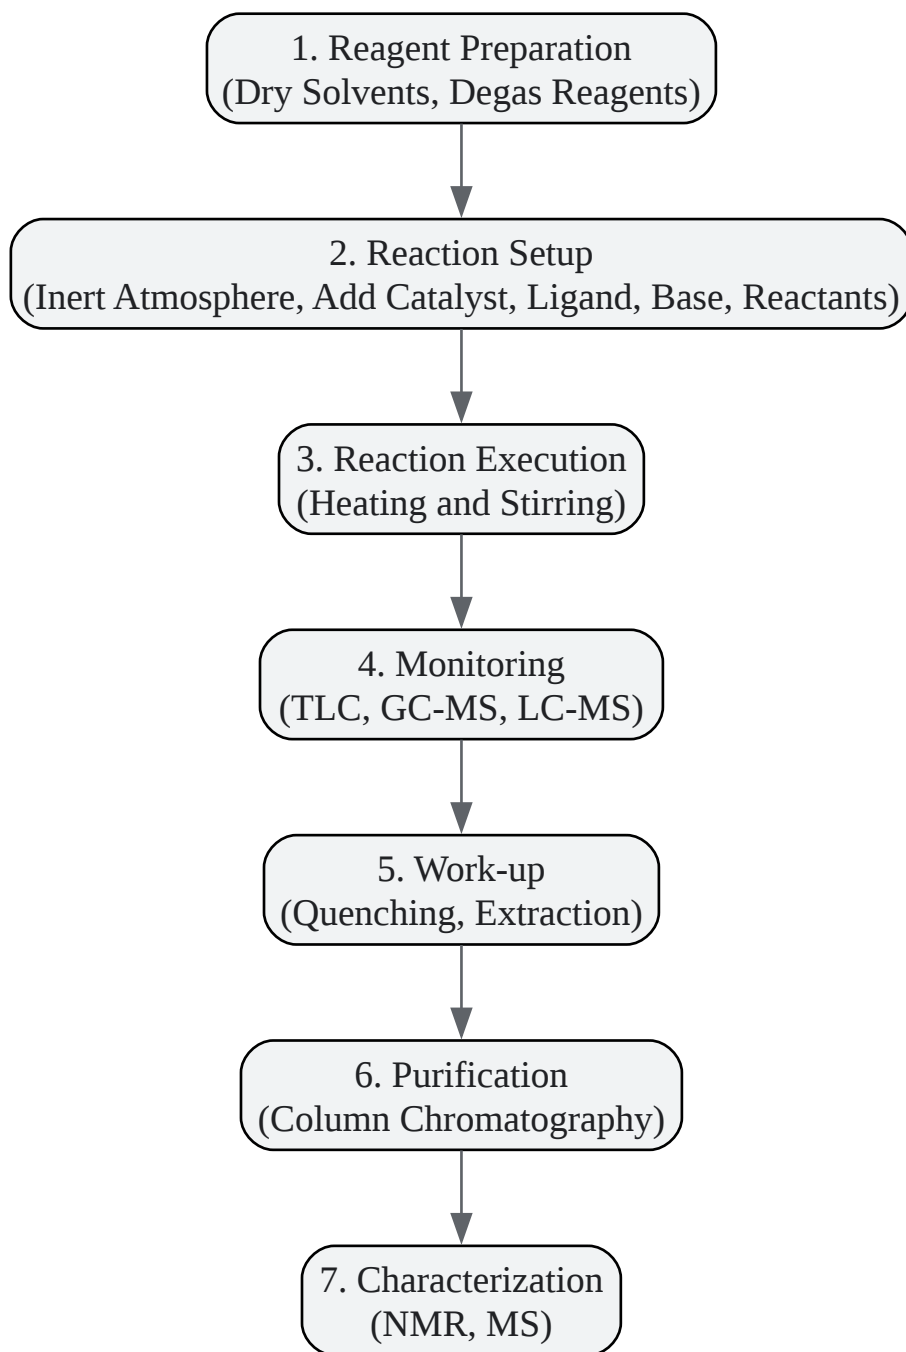 1. Reagent Preparation
(Dry Solvents, Degas Reagents)
2. Reaction Setup
(Inert Atmosphere, Add Catalyst, Ligand, Base, Reactants)
3. Reaction Execution
(Heating and Stirring)
4. Monitoring
(TLC, GC-MS, LC-MS)
5. Work-up
(Quenching, Extraction)
6. Purification
(Column Chromatography)
7. Characterization
(NMR, MS)